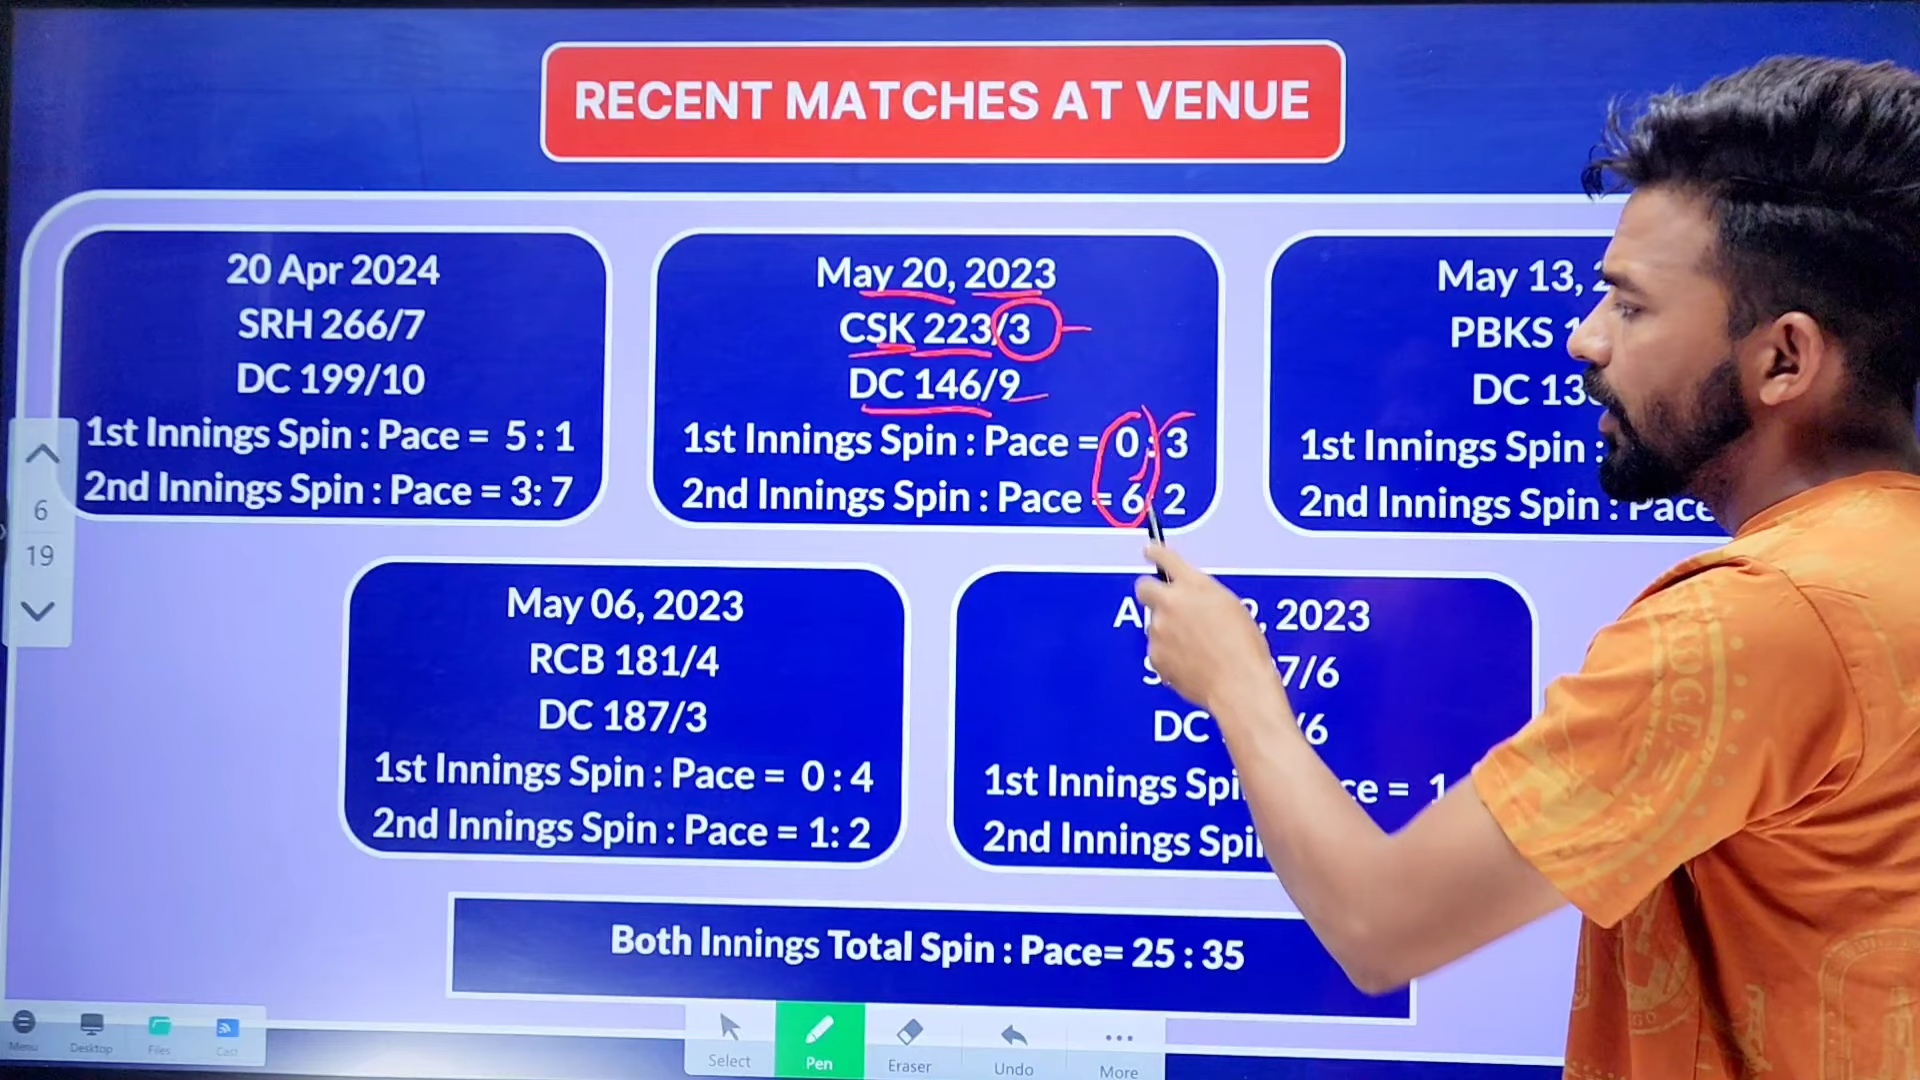 RECENT MATCHES AT VENUE
20 Apr 2024
SRH 266/7
DC 199/10
1st Innings Spin : Pace = 5 : 1
2nd Innings Spin : Pace = 3: 7
May 20, 2023
CSK 223/3
DC 146/9
1st Innings Spin : Pace = 0 : 3
2nd Innings Spin : Pace = 6: 2
May 13,
PBKS
DC
1st Innings Spin :
2nd Innings Spin : Pace
6
19
May 06, 2023
RCB 181/4
DC 187/3
1st Innings Spin : Pace = 0 : 4
2nd Innings Spin : Pace = 1: 2
, 2023
7/6
DC /6
1st Innings = 1
2nd Innings
Both Innings Total Spin : Pace= 25 : 35
Menu
Desktop
Files
Cast
Select
Pen
Eraser
Undo
More